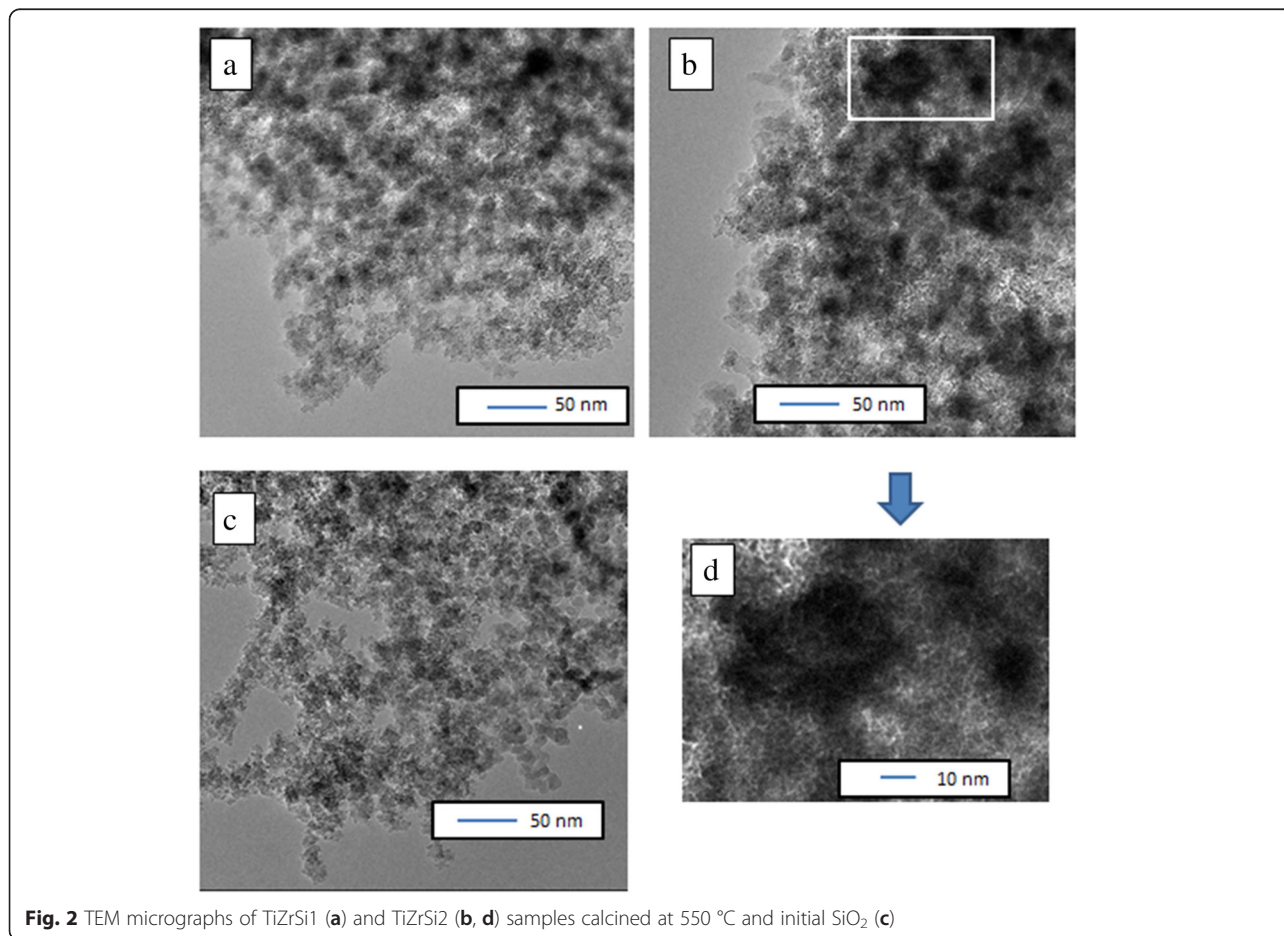 a
b
50 nm
50 nm
c
d
50 nm
10 nm
Fig. 2 TEM micrographs of TiZrSi1 (a) and TiZrSi2 (b, d) samples calcined at 550 °C and initial SiO₂ (c)